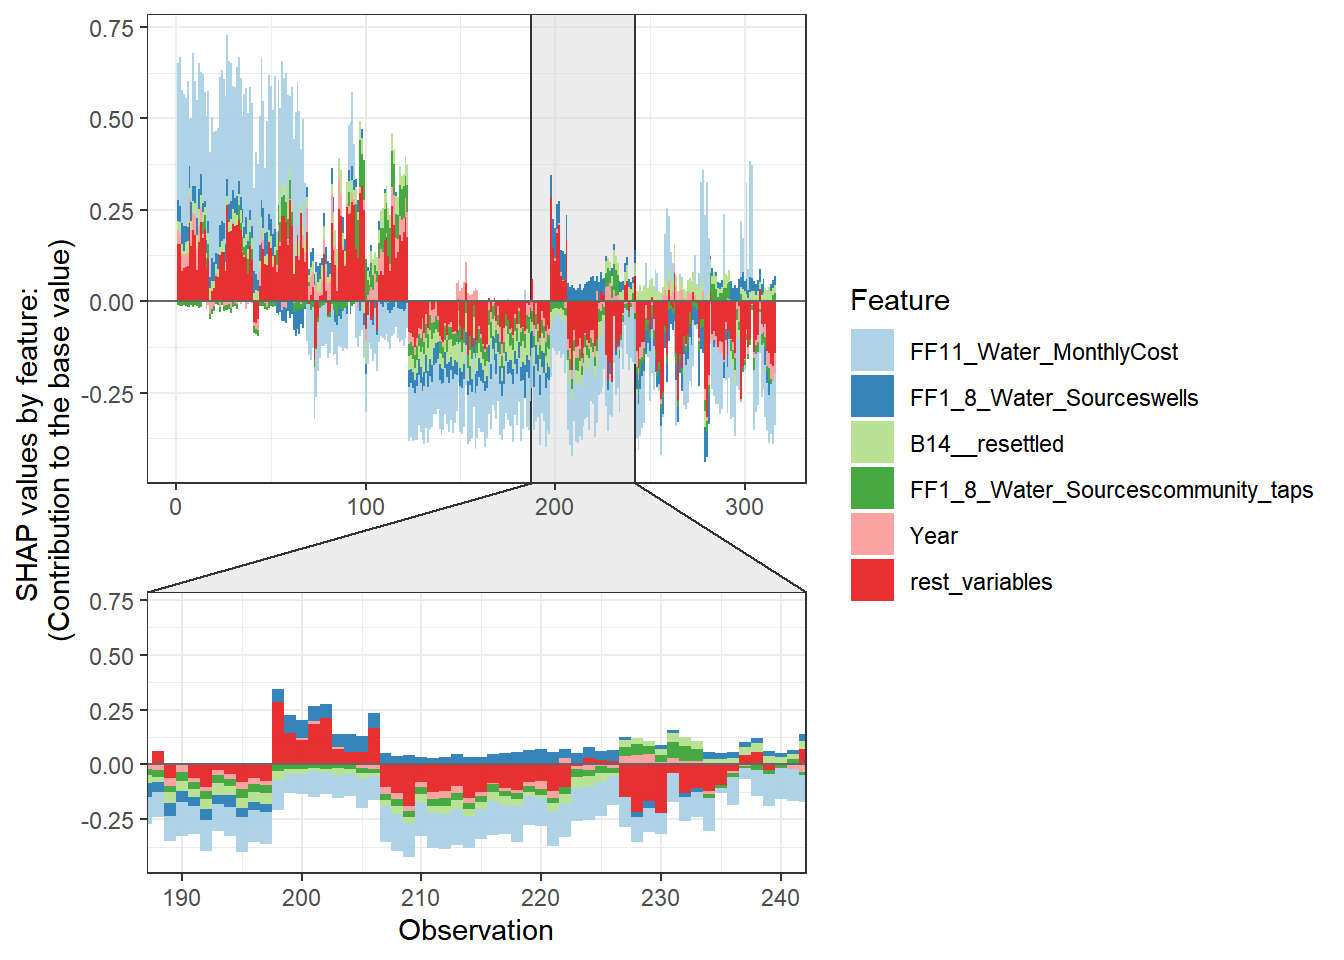 SHAP values by feature:
(Contribution to the base value)
0.75
0.50
0.25
0.00
-0.25
0
100
200
300
0.75
0.50
0.25
0.00
-0.25
190
200
210
220
230
240
Observation
Feature
FF11_Water_MonthlyCost
FF1_8_Water_Sourceswells
B14__resettled
FF1_8_Water_Sourcescommunity_taps
Year
rest_variables